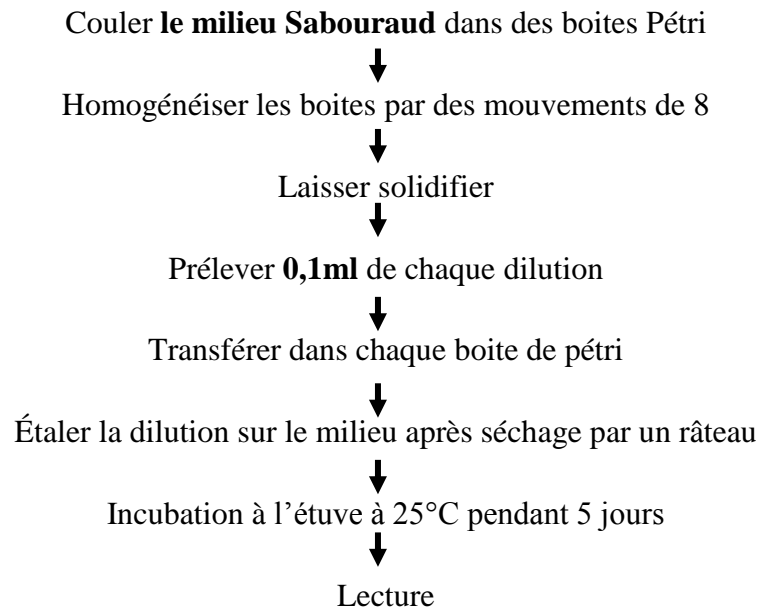 Couler le milieu Sabouraud dans des boites Pétri
Homogénéiser les boites par des mouvements de 8
Laisser solidifier
Prélever 0,1ml de chaque dilution
Transférer dans chaque boite de pétri
Étaler la dilution sur le milieu après séchage par un râteau
Incubation à l’étuve à 25°C pendant 5 jours
Lecture